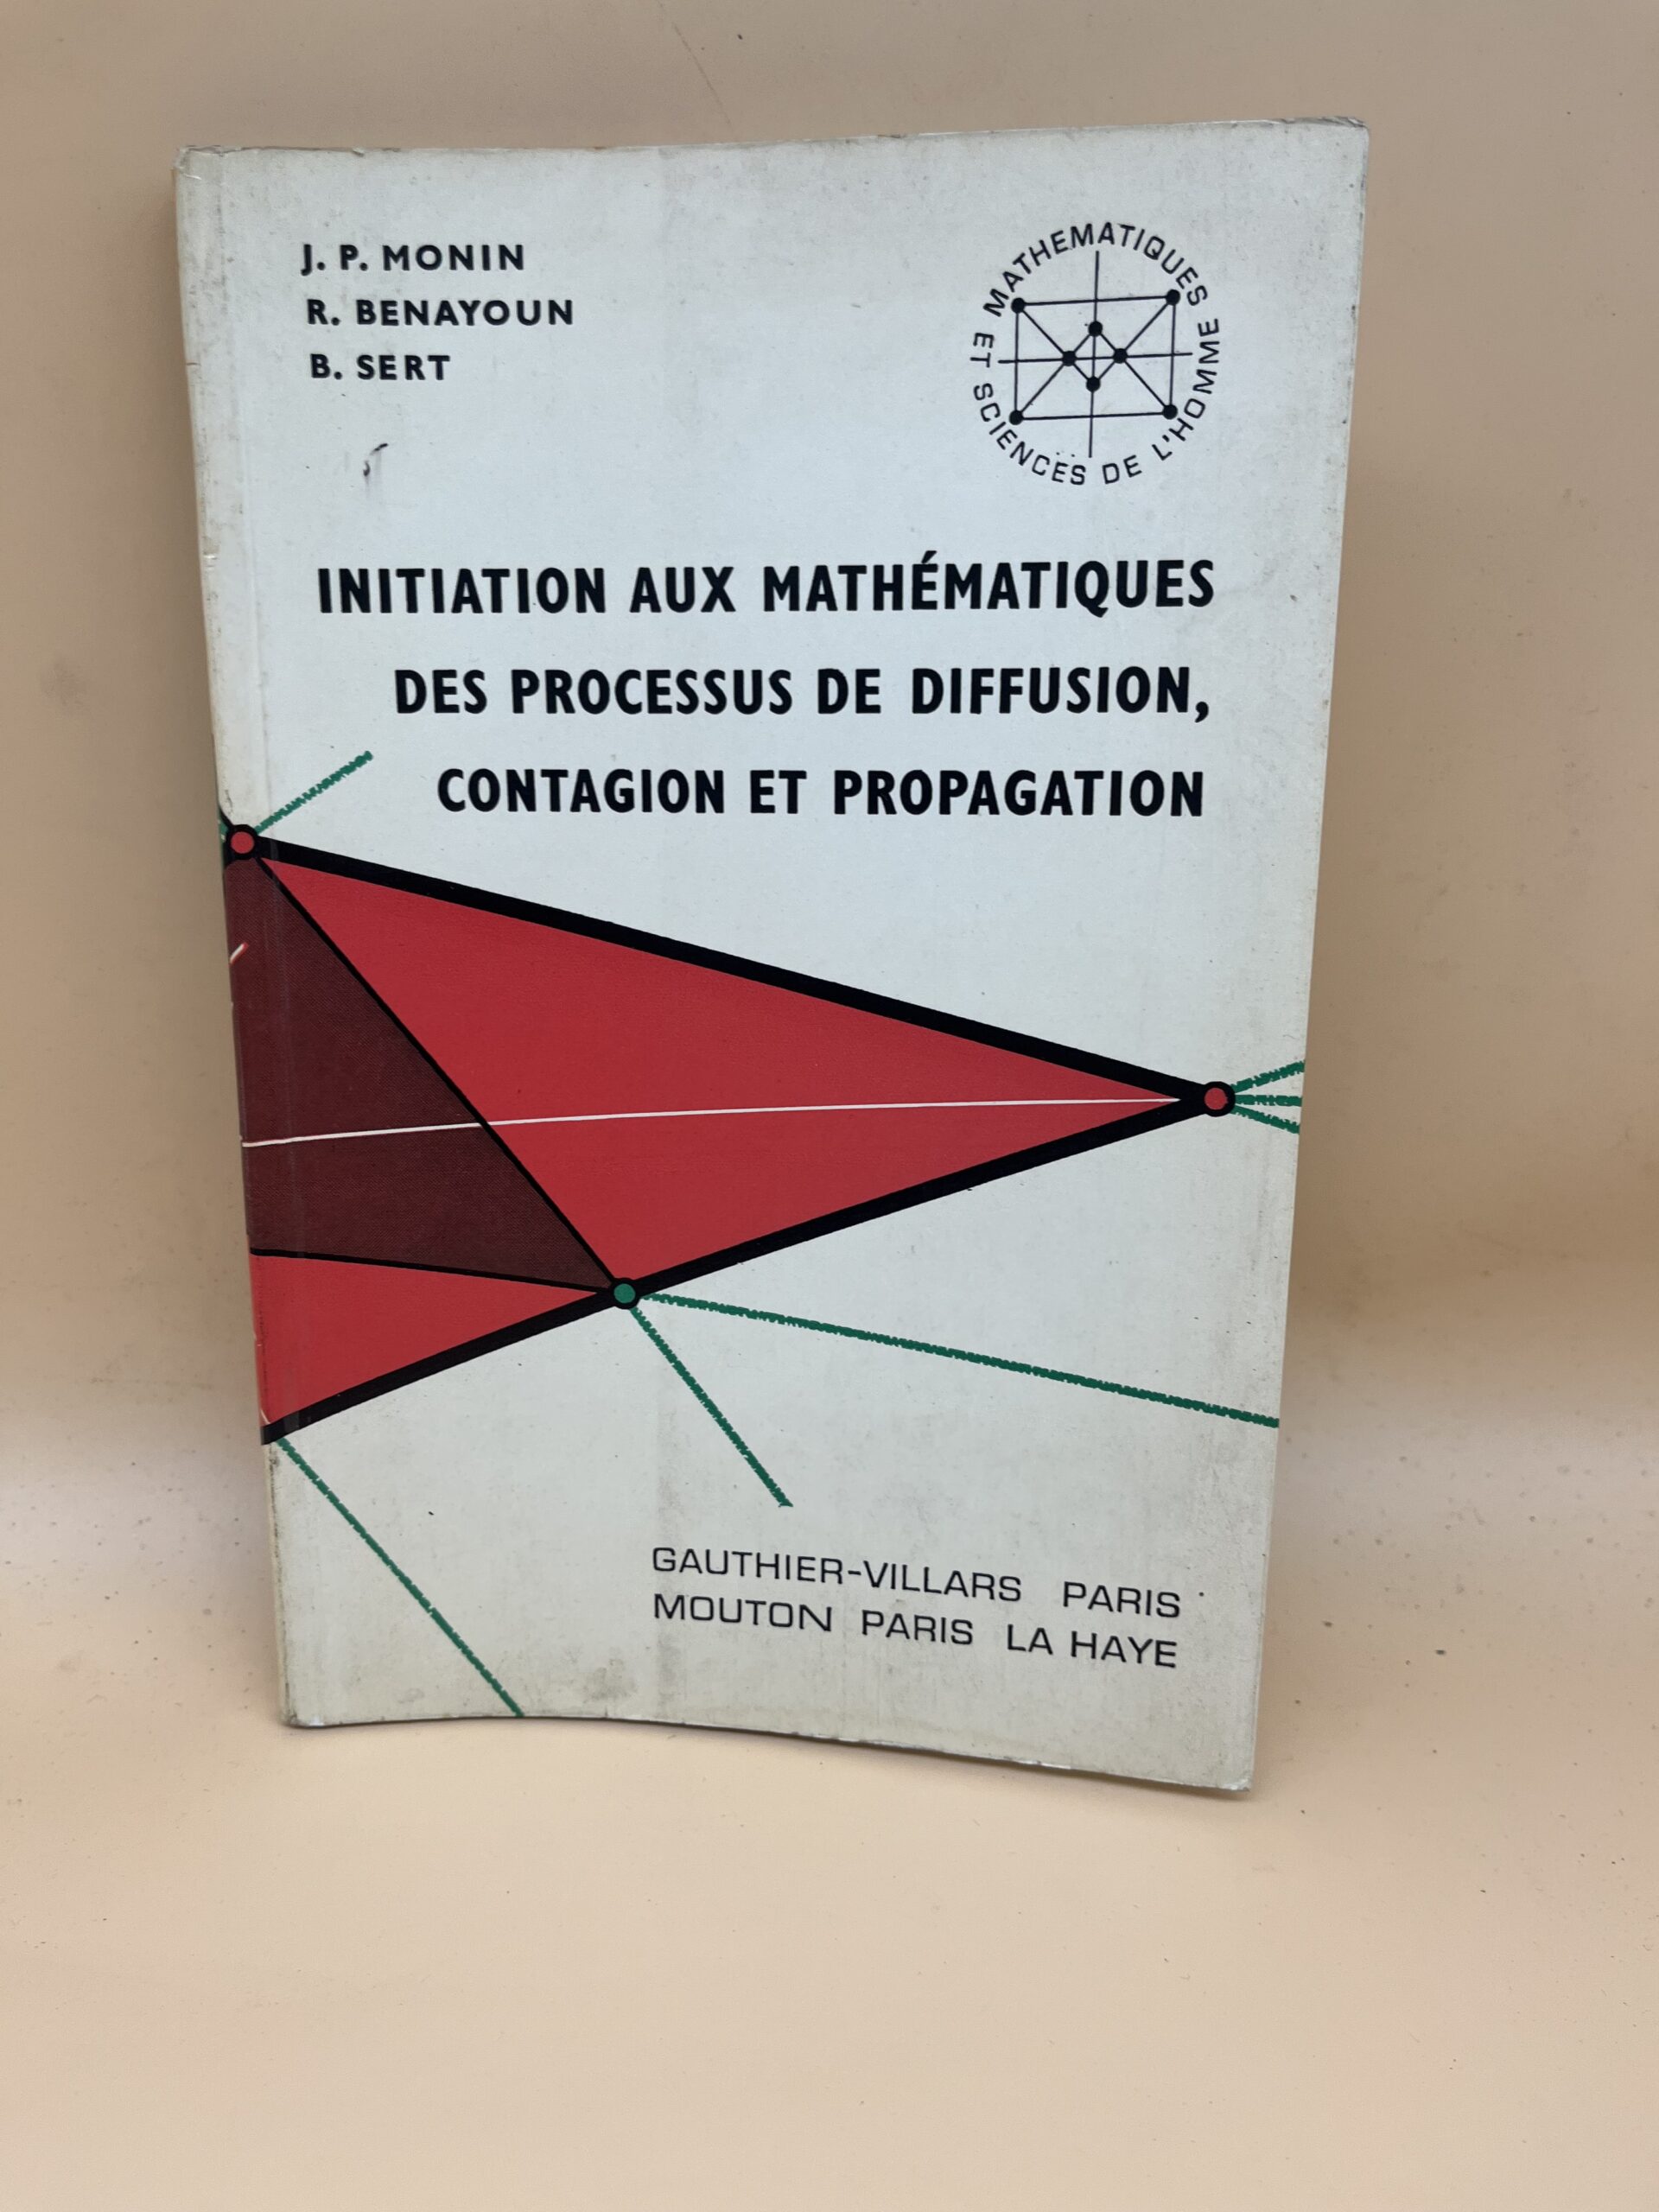 J. P. MONIN
R. BENAYOUN
B. SERT
MATHEMATIQUES ET SCIENCES DE L'HOMME
INITIATION AUX MATHÉMATIQUES
DES PROCESSUS DE DIFFUSION,
CONTAGION ET PROPAGATION
GAUTHIER-VILLARS PARIS
MOUTON PARIS LA HAYE